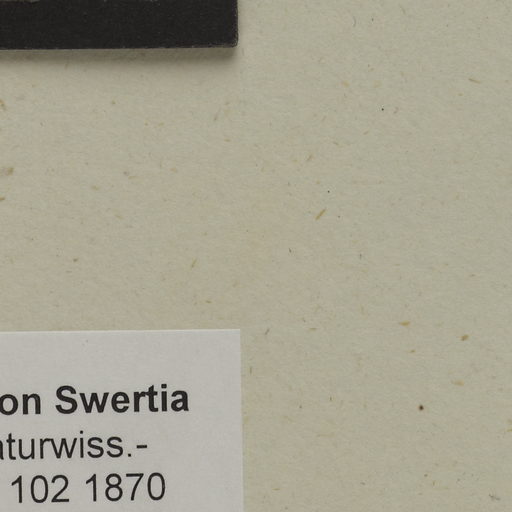 on Swertia
aturwiss.-
102 1870